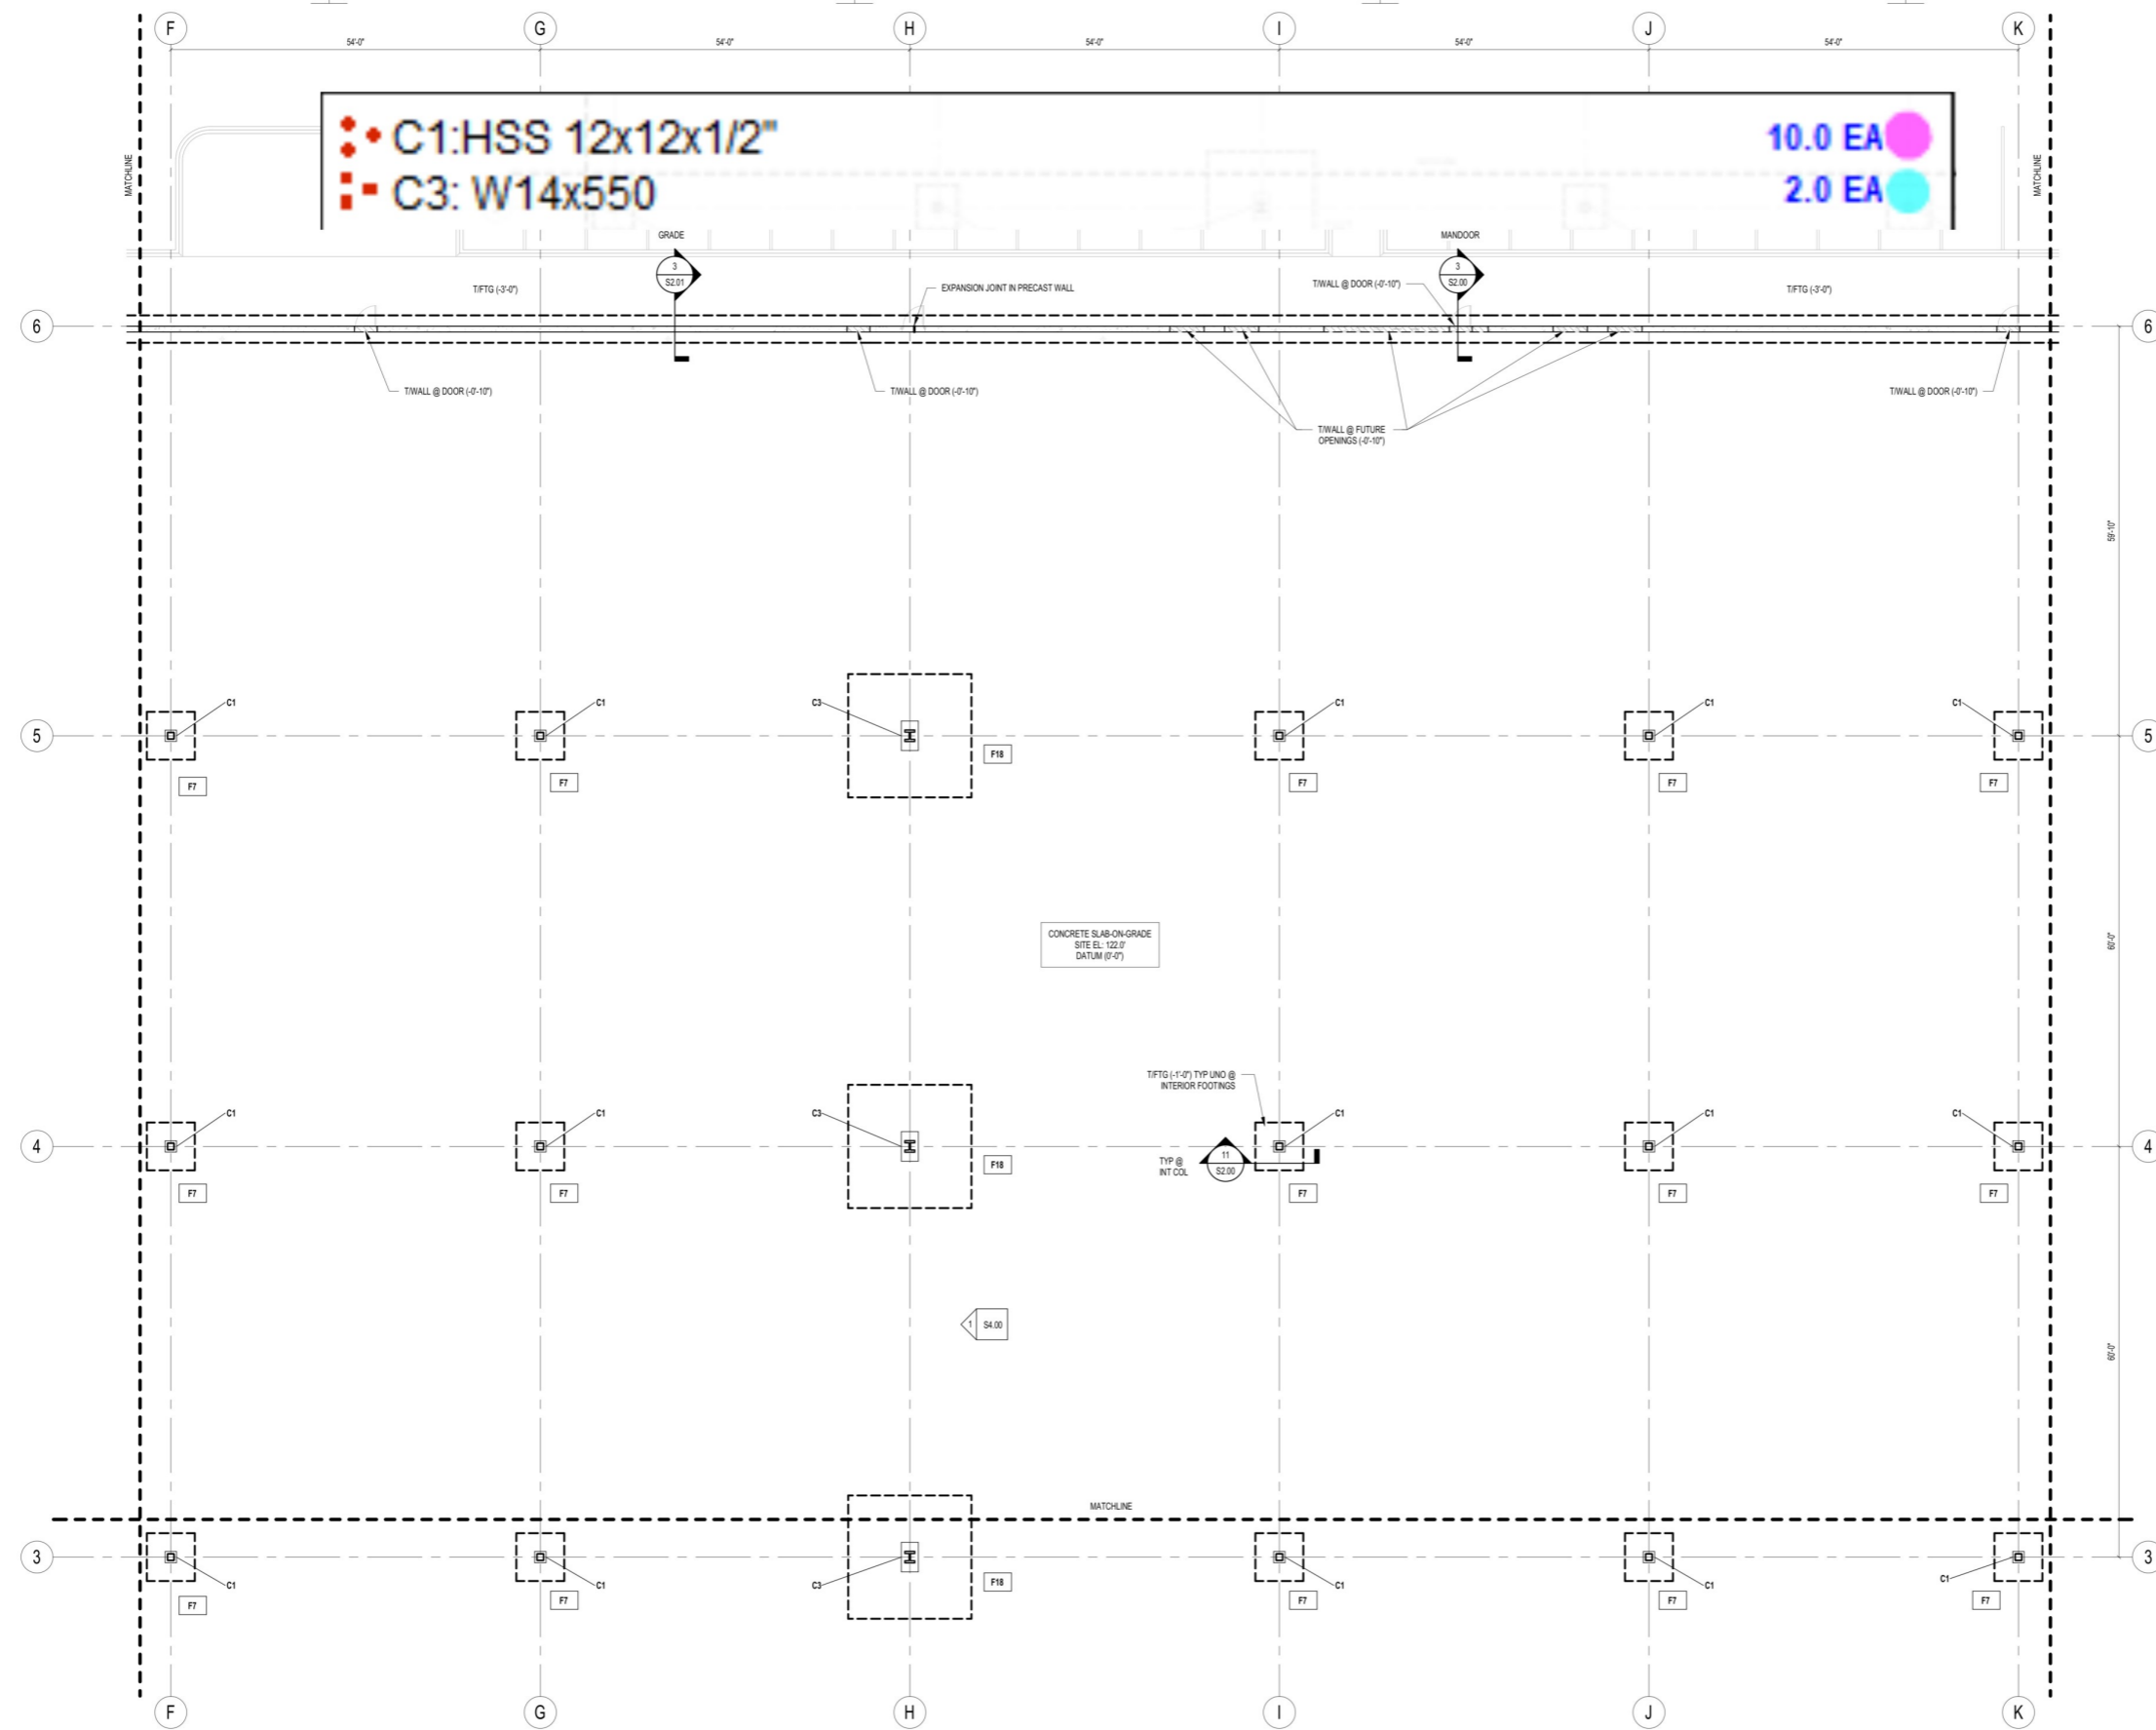 F G H I J K
54'-0" 54'-0" 54'-0" 54'-0" 54'-0"
C1:HSS 12x12x1/2" 10.0 EA
C3: W14x550 2.0 EA
MATCHLINE MATCHLINE
GRADE MANDOOR
3 3
S2.01 S2.00
T/FTG (-3'-0") EXPANSION JOINT IN PRECAST WALL T/WALL @ DOOR (-0'-10") T/FTG (-3'-0")
6 6
T/WALL @ DOOR (-0'-10") T/WALL @ DOOR (-0'-10") T/WALL @ DOOR (-0'-10")
T/WALL @ FUTURE
OPENINGS (-0'-10")
59'-10"
C1 C1 C3 C1 C1 C1
5 5
F18
F7 F7 F7 F7 F7
CONCRETE SLAB-ON-GRADE
SITE EL: 122.0'
DATUM (0'-0")
60'-0"
T/FTG (-1'-0") TYP UNO @
INTERIOR FOOTINGS
C1 C1 C3 C1 C1 C1
4 4
TYP @
INT COL
11
S2.00
F18
F7 F7 F7 F7 F7
1 S4.00
60'-0"
MATCHLINE
3 3
C1 C1 C3 C1 C1 C1
F18
F7 F7 F7 F7 F7
F G H I J K